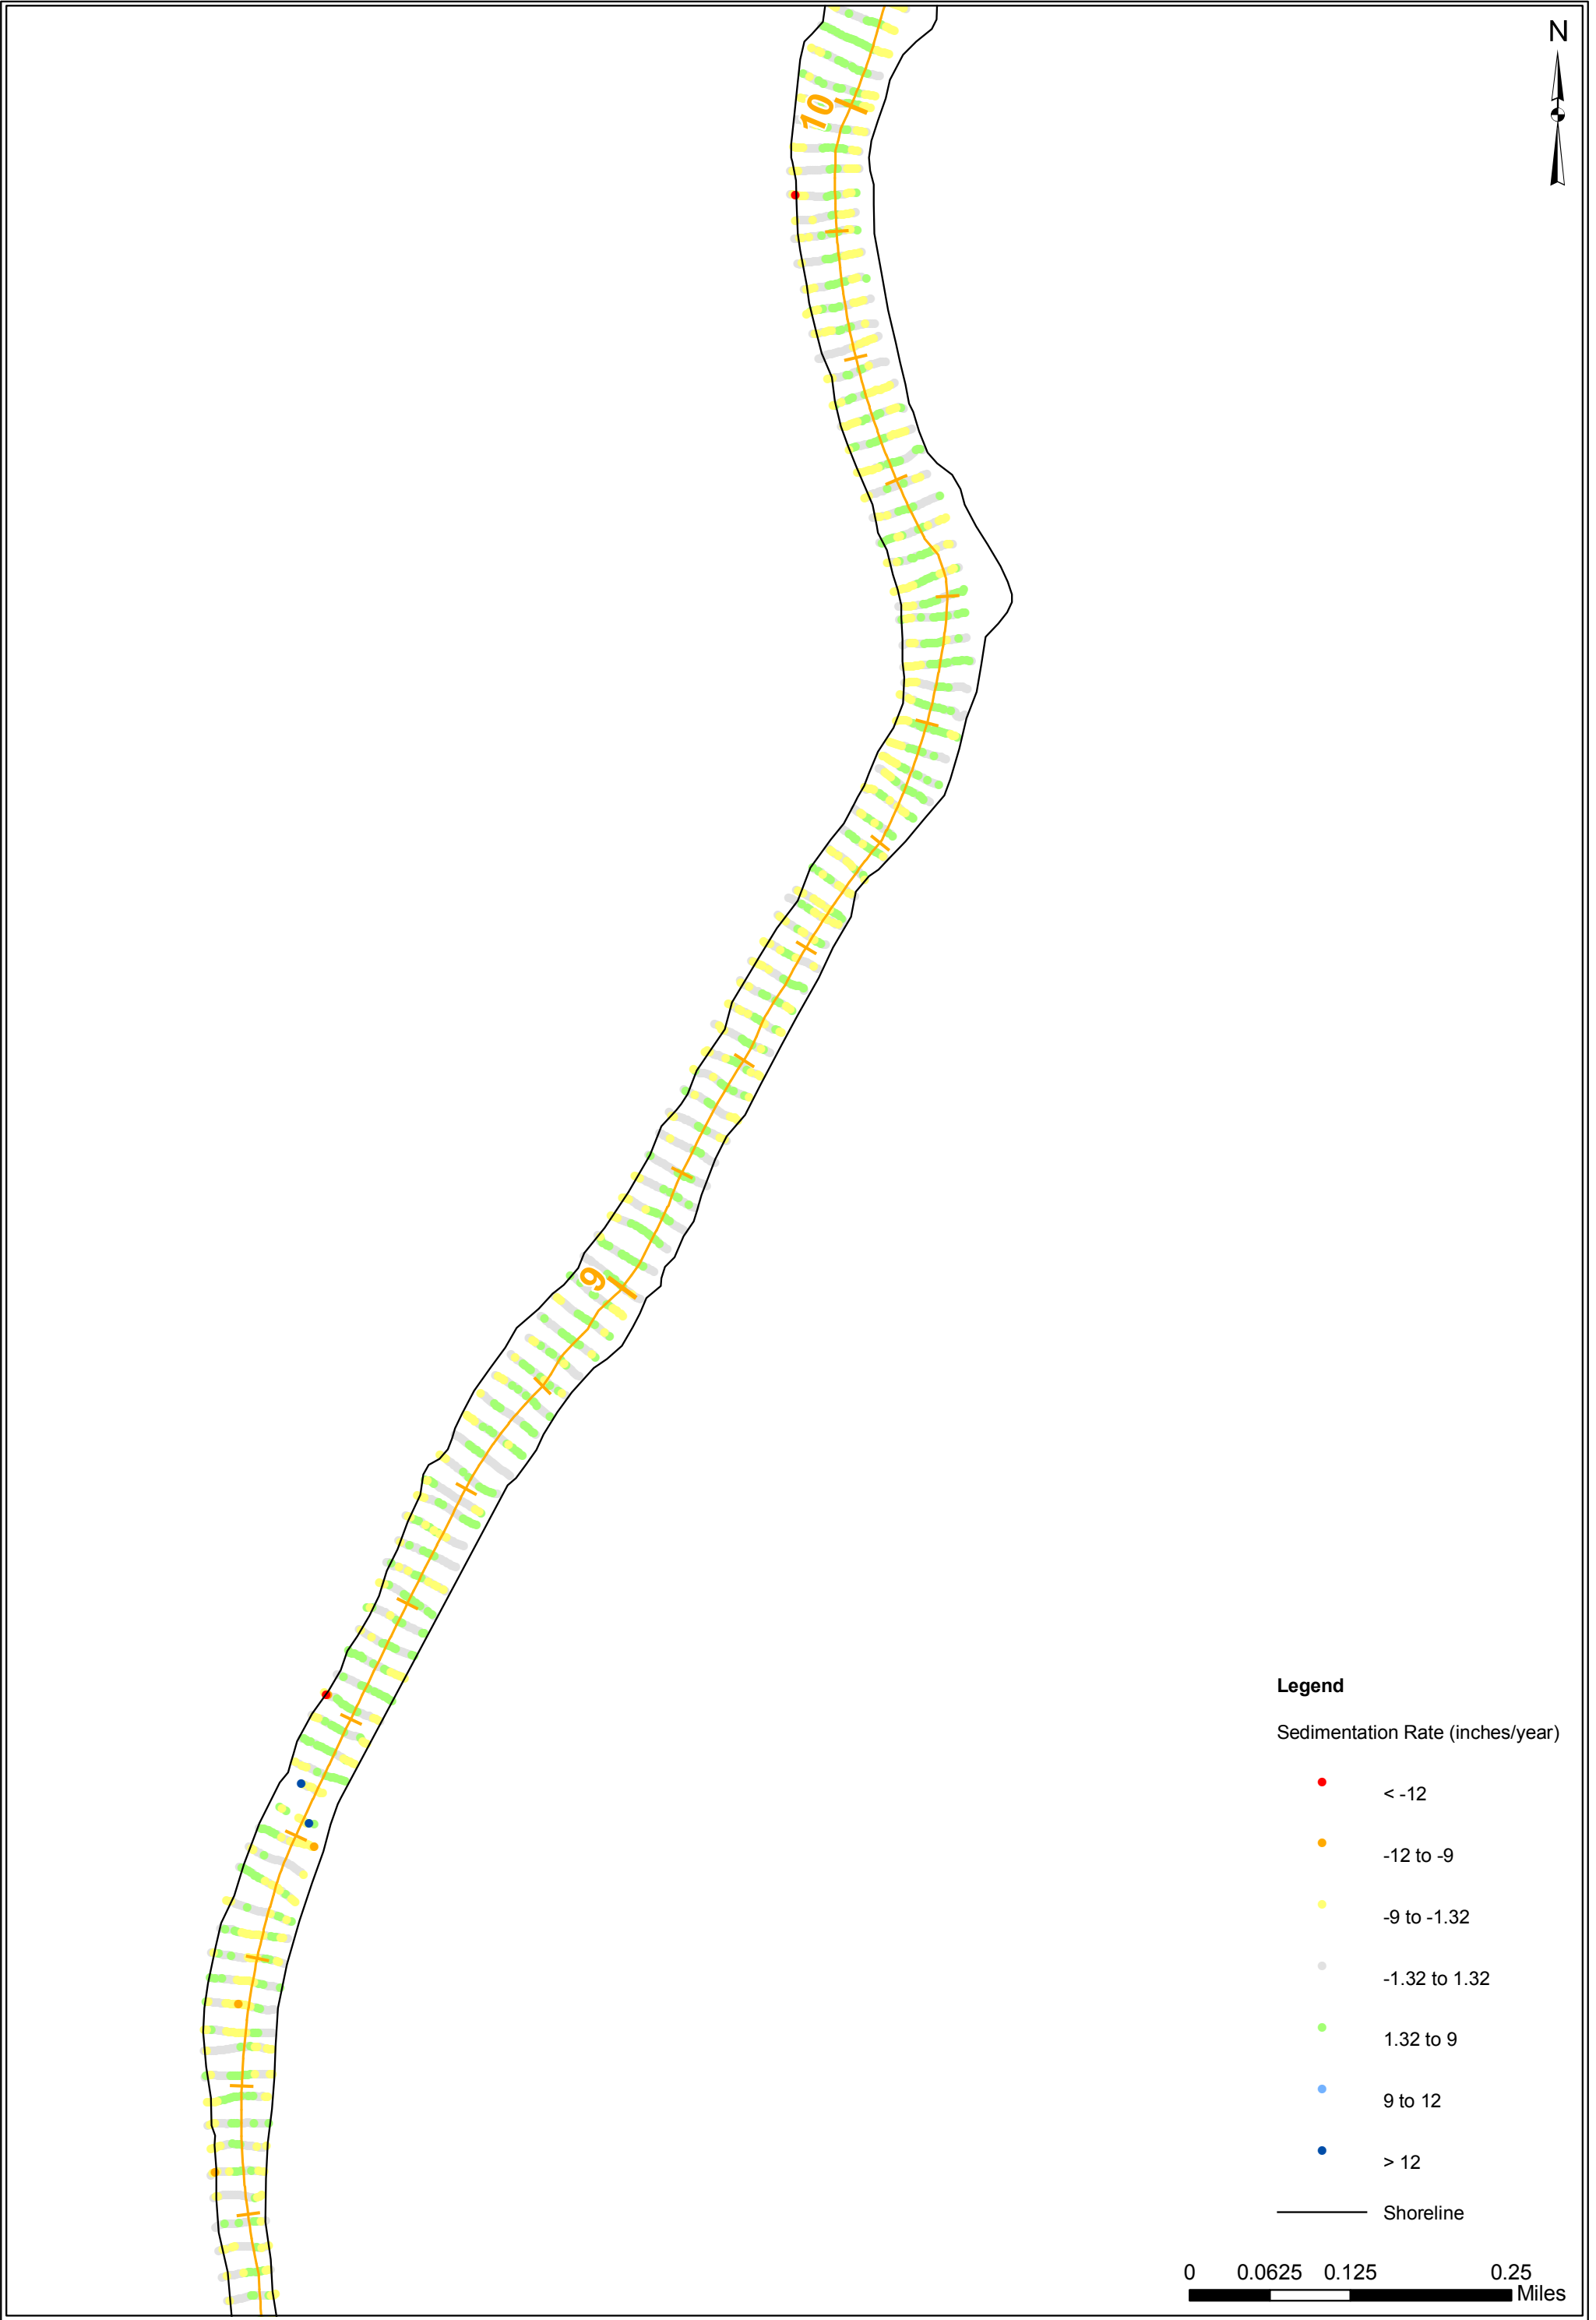 N
10
9
Legend
Sedimentation Rate (inches/year)
< -12
-12 to -9
-9 to -1.32
-1.32 to 1.32
1.32 to 9
9 to 12
> 12
Shoreline
0 0.0625 0.125 0.25
Miles